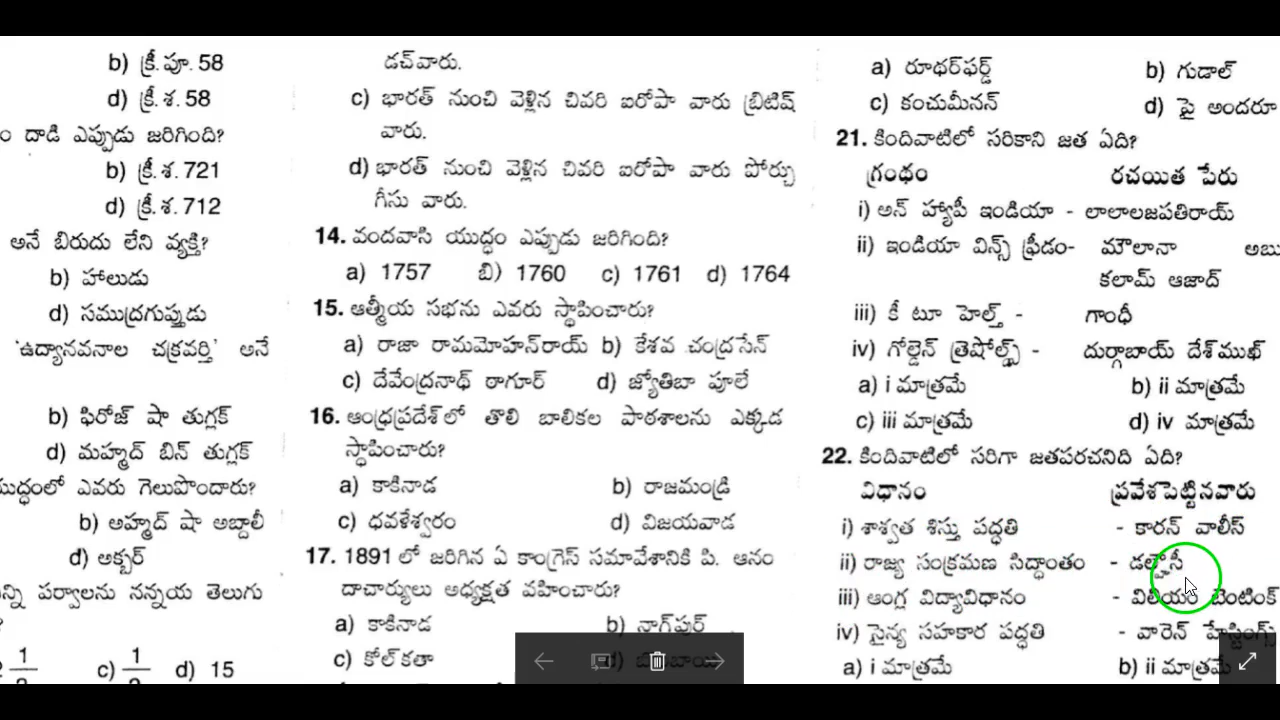 b) క్రీ.పూ. 58
d) క్రీ.శ. 58
ం దాడి ఎప్పుడు జరిగింది?
b) క్రీ.శ. 721
d) క్రీ.శ. 712
అనే బిరుదు లేని వ్యక్తి?
b) హాలుడు
d) సముద్రగుప్తుడు
'ఉద్యానవనాల చక్రవర్తి' అనే
b) ఫిరోజ్ షా తుగ్లక్
d) మహ్మద్ బిన్ తుగ్లక్
యుద్ధంలో ఎవరు గెలుపొందారు?
b) అహ్మద్ షా అబ్దాలీ
d) అక్బర్
న్ని పర్వాలను నన్నయ తెలుగు
?
c) 1 d) 15
డచ్‌వారు.
c) భారత్ నుంచి వెళ్లిన చివరి ఐరోపా వారు బ్రిటిష్
వారు.
d) భారత్ నుంచి వెళ్లిన చివరి ఐరోపా వారు పోర్చు
గీసు వారు.
14. వందవాసి యుద్ధం ఎప్పుడు జరిగింది?
a) 1757 బి) 1760 c) 1761 d) 1764
15. ఆత్మీయ సభను ఎవరు స్థాపించారు?
a) రాజా రామమోహన్‌రాయ్ b) కేశవ చంద్రసేన్
c) దేవేంద్రనాథ్ ఠాగూర్ d) జ్యోతిబా పూలే
16. ఆంధ్రప్రదేశ్‌లో తొలి బాలికల పాఠశాలను ఎక్కడ
స్థాపించారు?
a) కాకినాడ b) రాజమండ్రి
c) ధవళేశ్వరం d) విజయవాడ
17. 1891 లో జరిగిన ఏ కాంగ్రెస్ సమావేశానికి పి. ఆనం
దాచార్యులు అధ్యక్షత వహించారు?
a) కాకినాడ b) నాగ్‌పుర్
c) కోల్‌కతా
a) రూథర్‌ఫర్డ్ b) గుడాల్
c) కంచుమీనన్ d) పై అందరూ
21. కిందివాటిలో సరికాని జత ఏది?
గ్రంథం రచయిత పేరు
i) అన్ హ్యాపీ ఇండియా - లాలాలజపతిరాయ్
ii) ఇండియా విన్స్ ఫ్రీడం- మౌలానా అబు
కలామ్ ఆజాద్
iii) కీ టూ హెల్త్ - గాంధీ
iv) గోల్డెన్ త్రెషోల్డ్స్ - దుర్గాబాయ్ దేశ్‌ముఖ్
a) i మాత్రమే b) ii మాత్రమే
c) iii మాత్రమే d) iv మాత్రమే
22. కిందివాటిలో సరిగా జతపరచనిది ఏది?
విధానం ప్రవేశపెట్టినవారు
i) శాశ్వత శిస్తు పద్ధతి - కారన్ వాలీస్
ii) రాజ్య సంక్రమణ సిద్ధాంతం - డల్హౌసీ
iii) ఆంగ్ల విద్యావిధానం - విలియం బెంటింక్
iv) సైన్య సహకార పద్ధతి - వారెన్ హేస్టింగ్స్
a) i మాత్రమే b) ii మాత్రమే